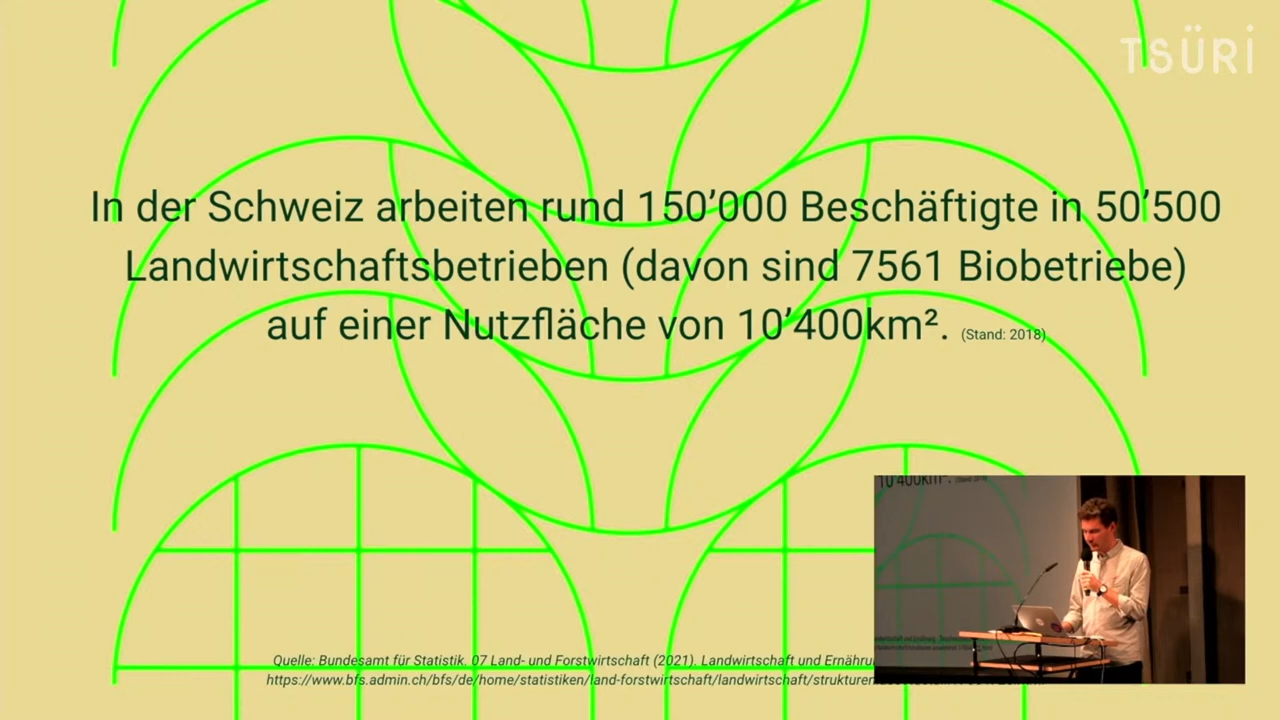 TSÜRI
In der Schweiz arbeiten rund 150’000 Beschäftigte in 50’500
Landwirtschaftsbetrieben (davon sind 7561 Biobetriebe)
auf einer Nutzfläche von 10’400km². (Stand: 2018)
10’400km².
Quelle: Bundesamt für Statistik. 07 Land- und Forstwirtschaft (2021). Landwirtschaft und
https://www.bfs.admin.ch/bfs/de/home/statistiken/land-forstwirtschaft/landwirtschaft/